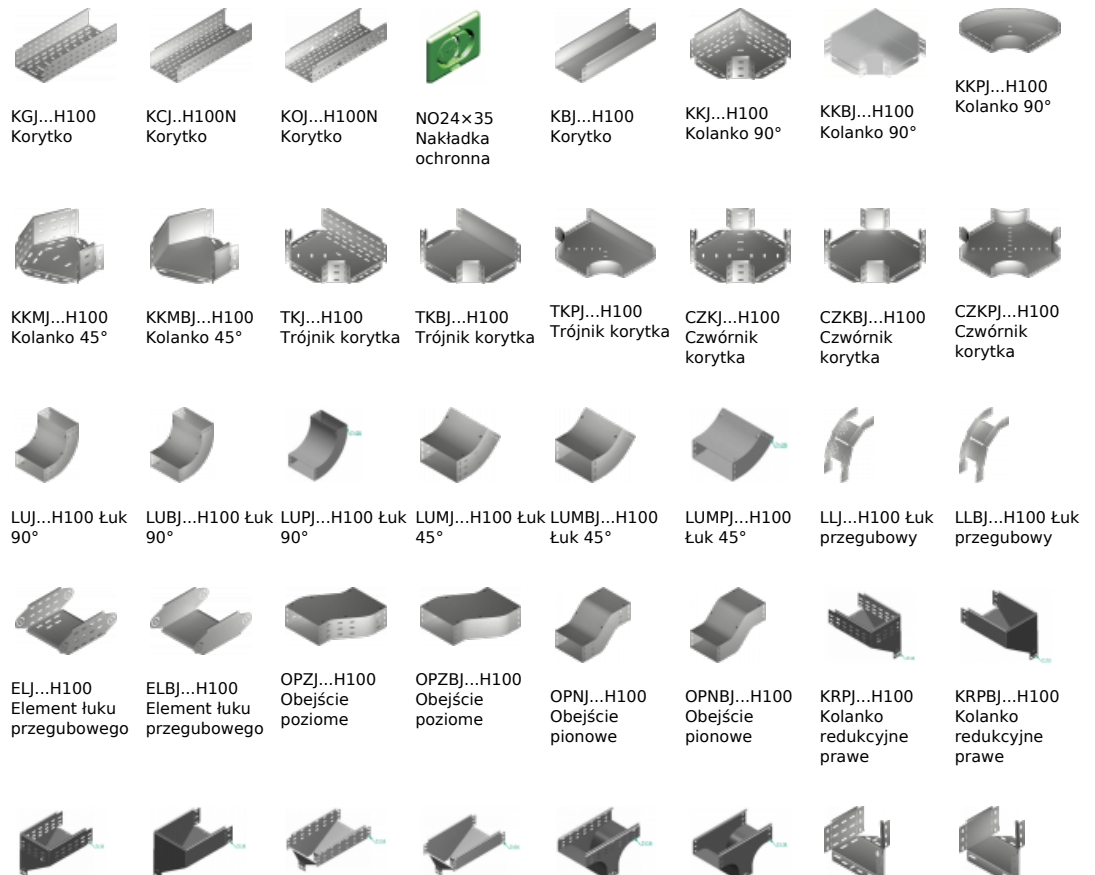 KGJ...H100
Korytko
KCJ...H100N
Korytko
KOJ...H100N
Korytko
NO24×35
Nakładka
ochronna
KBJ...H100
Korytko
KKJ...H100
Kolanko 90°
KKBJ...H100
Kolanko 90°
KKPJ...H100
Kolanko 90°
KKMJ...H100
Kolanko 45°
KKMBJ...H100
Kolanko 45°
TKJ...H100
Trójnik korytka
TKBJ...H100
Trójnik korytka
TKPJ...H100
Trójnik korytka
CZKJ...H100
Czwórnik
korytka
CZKBJ...H100
Czwórnik
korytka
CZKPJ...H100
Czwórnik
korytka
LUJ...H100 Łuk
90°
LUBJ...H100 Łuk
90°
LUPJ...H100 Łuk
90°
LUMJ...H100 Łuk
45°
LUMBJ...H100
Łuk 45°
LUMPJ...H100
Łuk 45°
LLJ...H100 Łuk
przegubowy
LLBJ...H100 Łuk
przegubowy
ELJ...H100
Element łuku
przegubowego
ELBJ...H100
Element łuku
przegubowego
OPZJ...H100
Obejście
poziome
OPZBJ...H100
Obejście
poziome
OPNJ...H100
Obejście
pionowe
OPNBJ...H100
Obejście
pionowe
KRPJ...H100
Kolanko
redukcyjne
prawe
KRPBJ...H100
Kolanko
redukcyjne
prawe